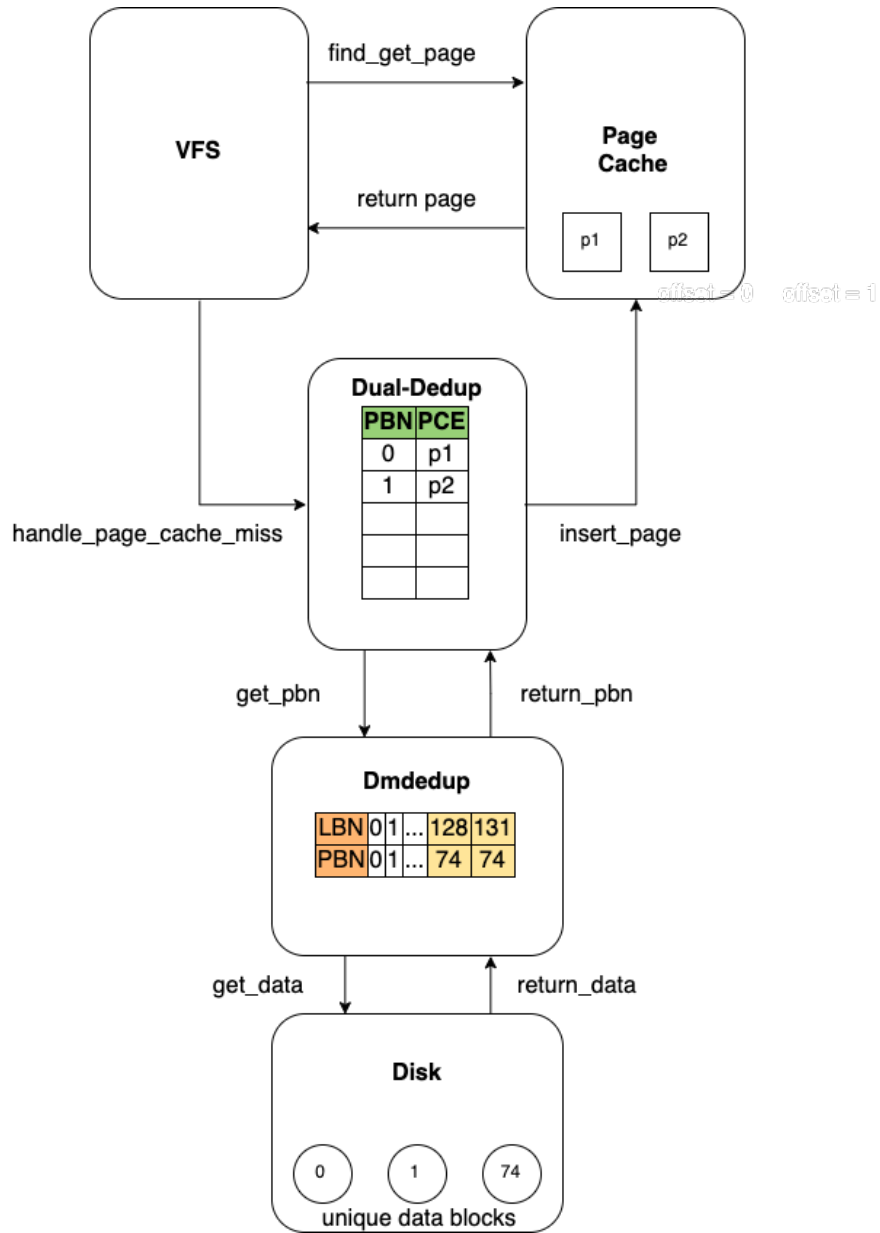 find_get_page
VFS
Page
Cache
return page
p1 p2
offset = 0 offset = 1
Dual-Dedup
PBN PCE
0 p1
1 p2
handle_page_cache_miss
insert_page
get_pbn
return_pbn
Dmdedup
LBN 0 1 ... 128 131
PBN 0 1 ... 74 74
get_data
return_data
Disk
0 1 74
unique data blocks